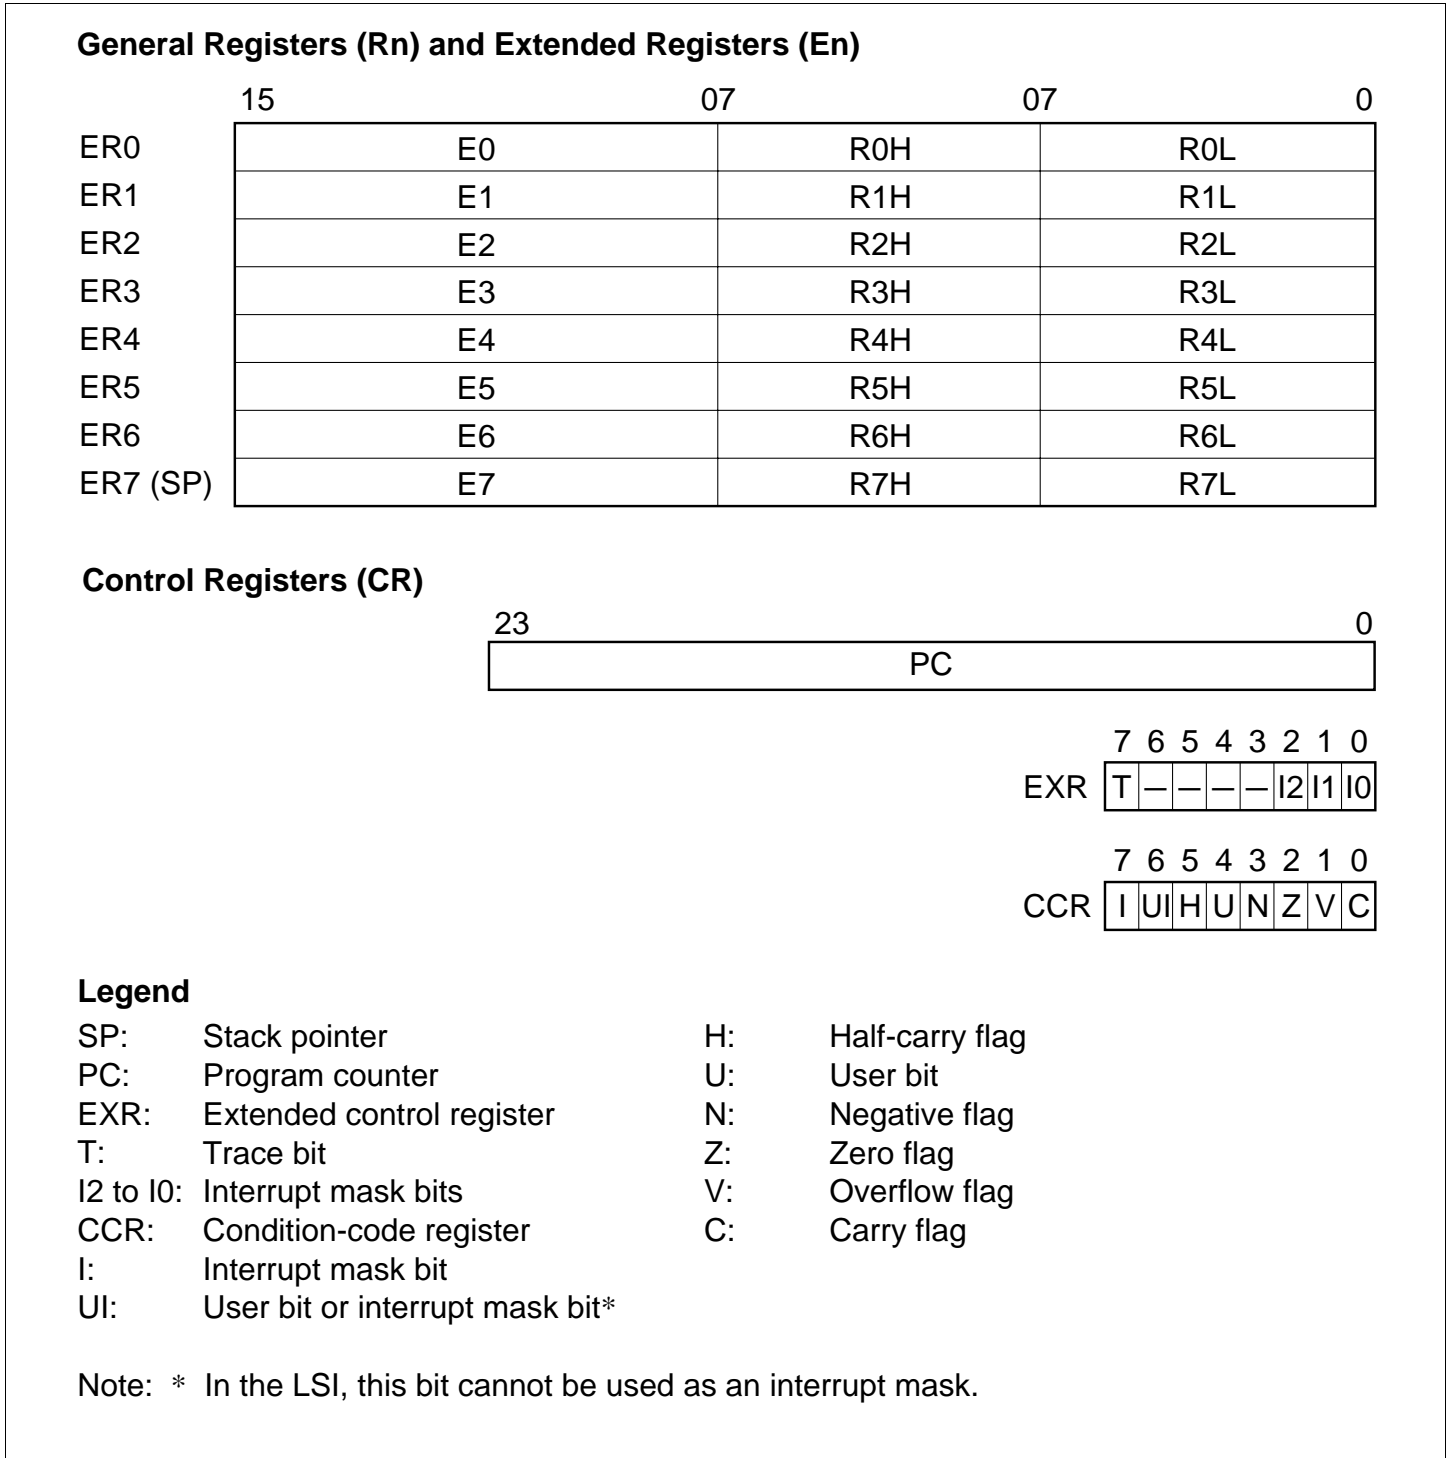 General Registers (Rn) and Extended Registers (En)
15 07 07 0
ER0 E0 R0H R0L
ER1 E1 R1H R1L
ER2 E2 R2H R2L
ER3 E3 R3H R3L
ER4 E4 R4H R4L
ER5 E5 R5H R5L
ER6 E6 R6H R6L
ER7 (SP) E7 R7H R7L
Control Registers (CR)
23 0
PC
7 6 5 4 3 2 1 0
EXR T — — — — I2 I1 I0
7 6 5 4 3 2 1 0
CCR I UI H U N Z V C
Legend
SP: Stack pointer H: Half-carry flag
PC: Program counter U: User bit
EXR: Extended control register N: Negative flag
T: Trace bit Z: Zero flag
I2 to I0: Interrupt mask bits V: Overflow flag
CCR: Condition-code register C: Carry flag
I: Interrupt mask bit
UI: User bit or interrupt mask bit*
Note: * In the LSI, this bit cannot be used as an interrupt mask.